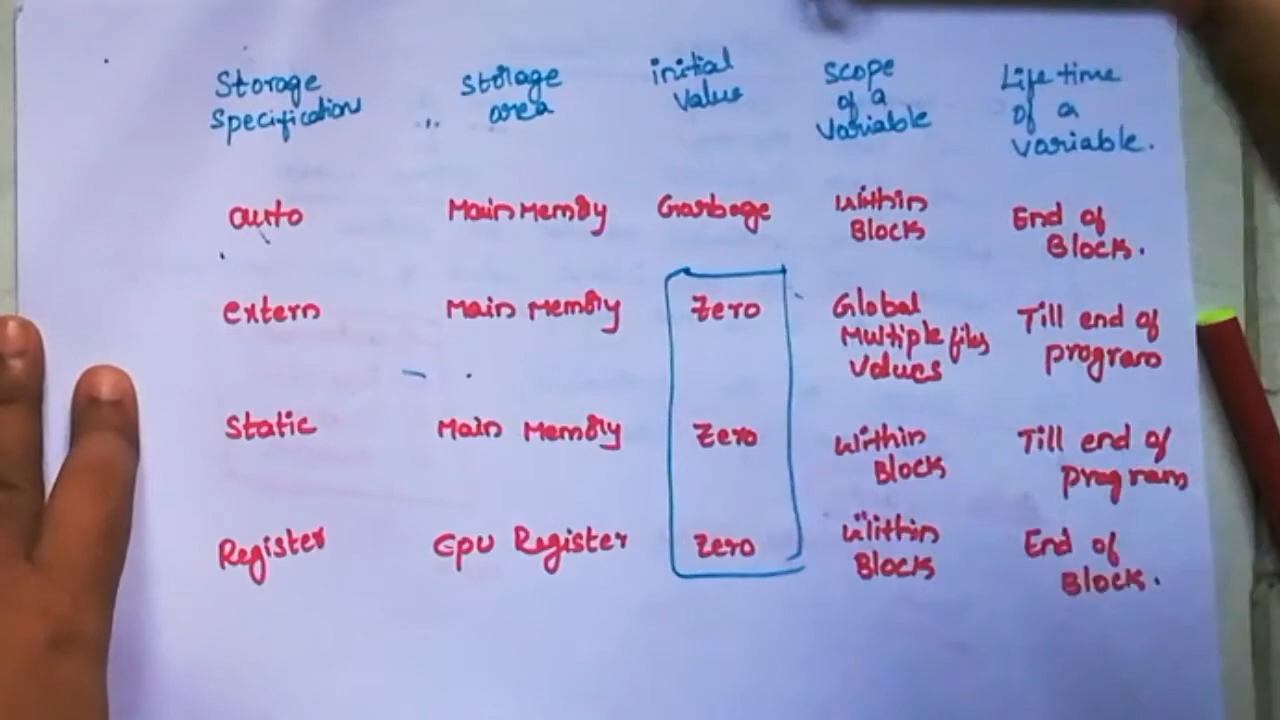 Storage Specification
Storage area
initial Value
Scope of a Variable
Life time of a variable.
auto Main Memory Garbage Within Block End of Block.
extern Main Memory Zero Global Multiple files Values Till end of program
Static Main Memory Zero Within Block Till end of program
Register CPU Register Zero Within Block End of Block.